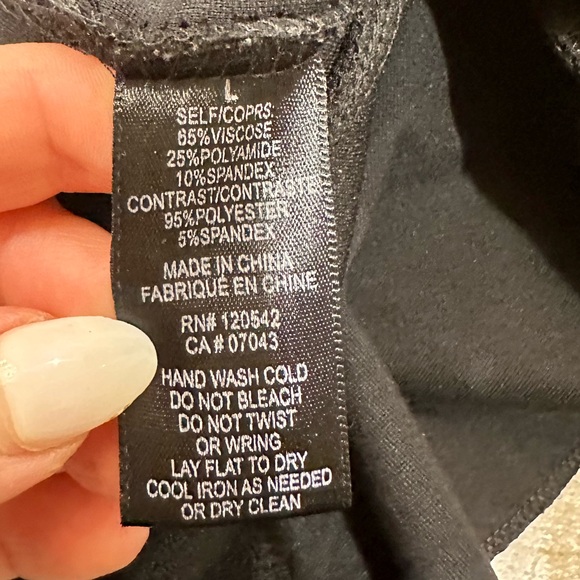 L
SELF/COPRS
65%VISCOSE
25%POLYAMIDE
10%SPANDEX
CONTRAST/CONTRASTE
95%POLYESTER
5%SPANDEX
MADE IN CHINA
FABRIQUÉ EN CHINE
RN# 120542
CA # 07043
HAND WASH COLD
DO NOT BLEACH
DO NOT TWIST
OR WRING
LAY FLAT TO DRY
COOL IRON AS NEEDED
OR DRY CLEAN